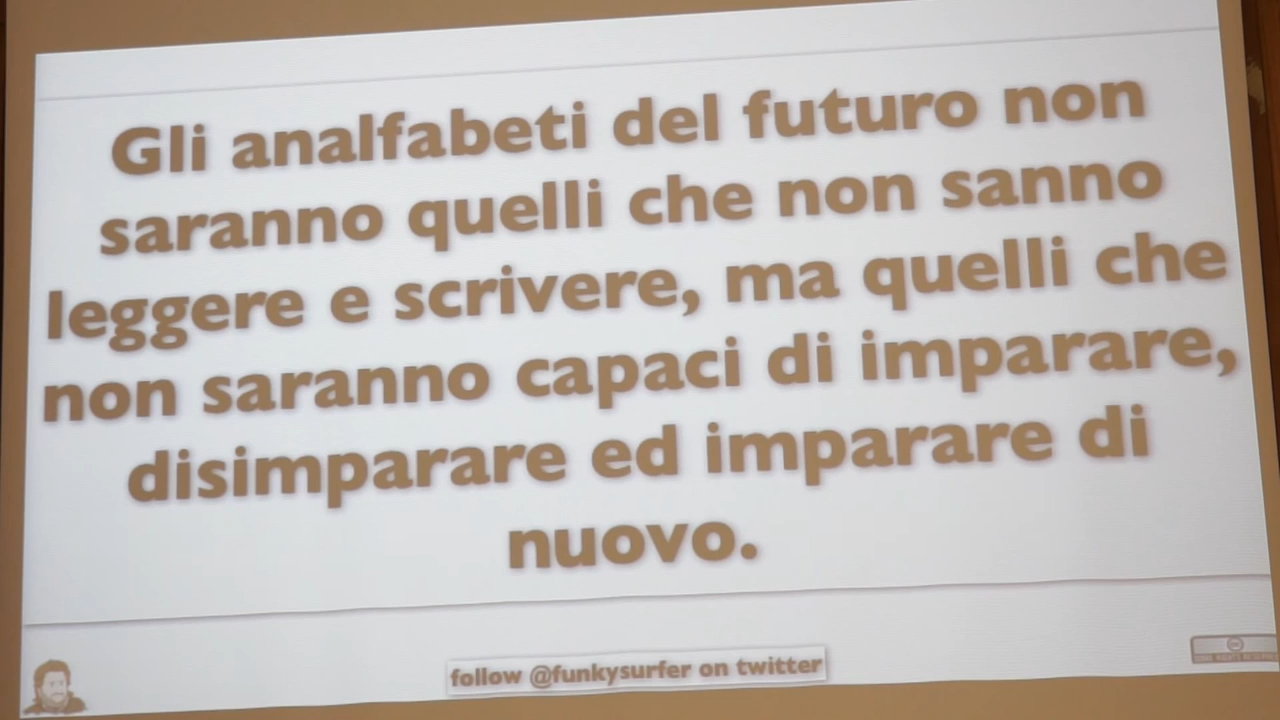 Gli analfabeti del futuro non
saranno quelli che non sanno
leggere e scrivere, ma quelli che
non saranno capaci di imparare,
disimparare ed imparare di
nuovo.
follow @funkysurfer on twitter